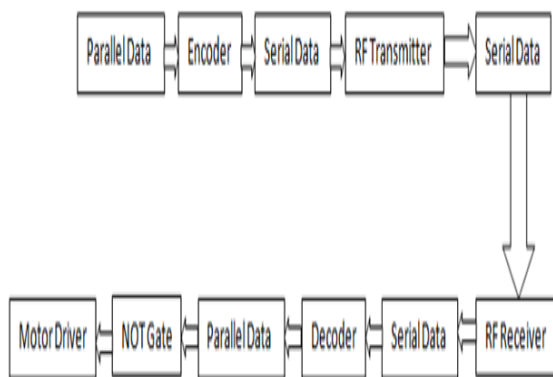 Parallel Data
Encoder
Serial Data
RF Transmitter
Serial Data
Motor Driver
NOT Gate
Parallel Data
Decoder
Serial Data
RF Receiver